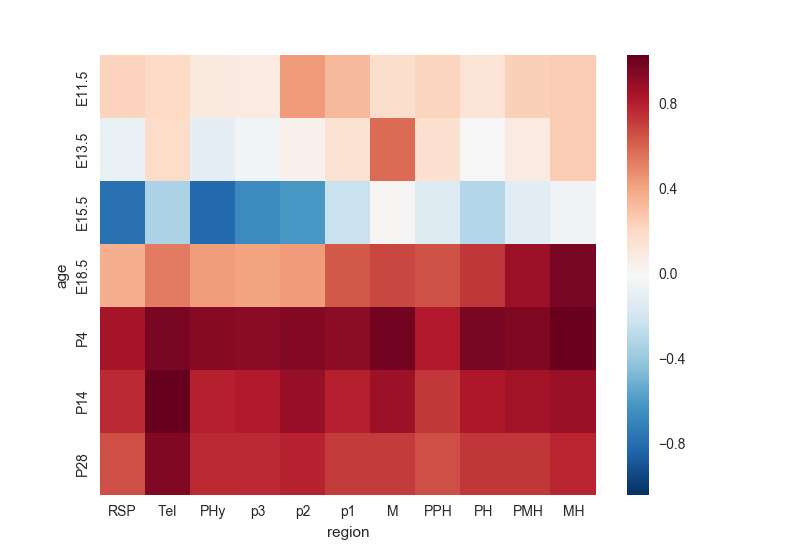 age
E11.5
E13.5
E15.5
E18.5
P4
P14
P28
RSP Tel PHy p3 p2 p1 M PPH PH PMH MH
region
0.8
0.4
0.0
−0.4
−0.8